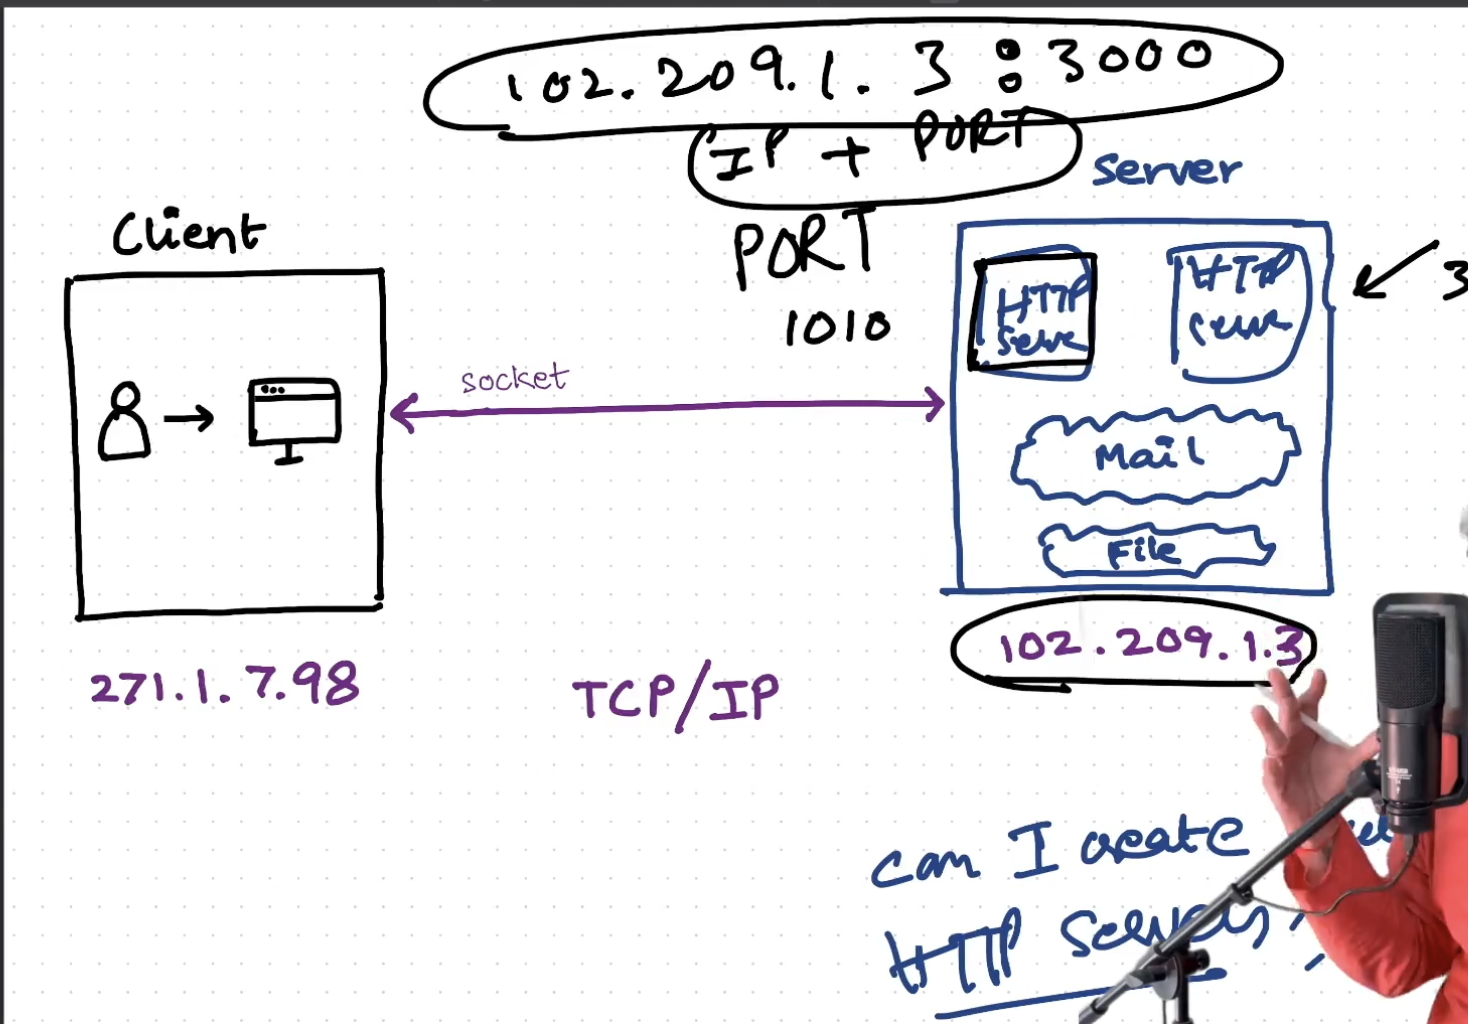 102.209.1.3:3000
IP + PORT
Server
Client
PORT
1010
HTTP
Serve
HTTP
Serve
3
socket
Mail
File
102.209.1.3
271.1.7.98
TCP/IP
can I create
HTTP Servers